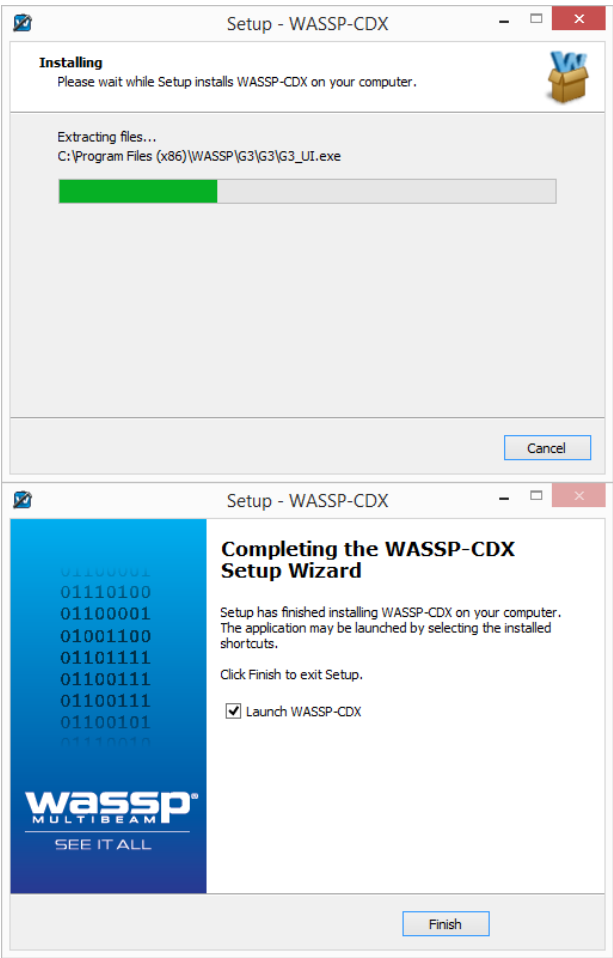 Setup - WASSP-CDX
Installing
Please wait while Setup installs WASSP-CDX on your computer.
Extracting files...
C:\Program Files (x86)\WASSP\G3\G3\G3_UI.exe
Cancel
Setup - WASSP-CDX
01100001
01110100
01100001
01001100
01101111
01100111
01100111
01100101
01110010
wassp®
MULTIBEAM
SEE IT ALL
Completing the WASSP-CDX
Setup Wizard
Setup has finished installing WASSP-CDX on your computer.
The application may be launched by selecting the installed
shortcuts.
Click Finish to exit Setup.
Launch WASSP-CDX
Finish